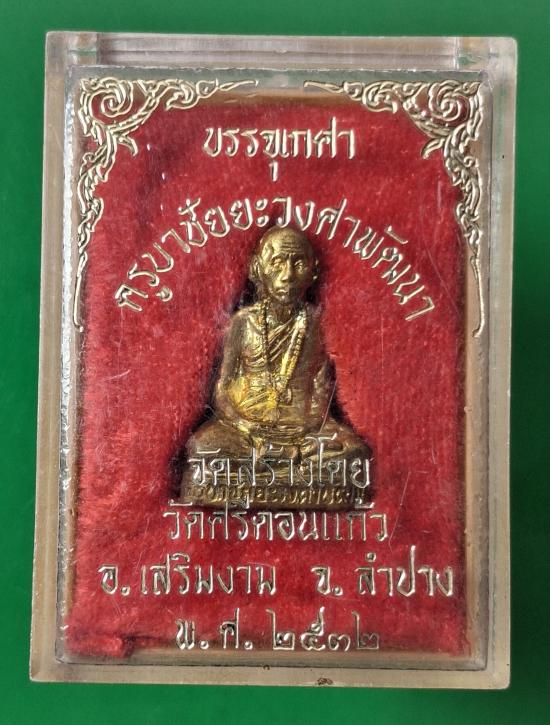 บรรจุเกศา
ครูบาชัยยะวงศาพัฒนา
จัดสร้างโดย
วัดศรีดอนแก้ว
อ. เสริมงาม จ. ลำปาง
พ. ศ. ๒๕๓๒